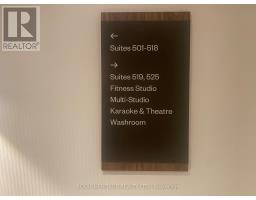 REALTOR®
←
Suites 501-518
→
Suites 519, 525
Fitness Studio
Multi-Studio
Karaoke & Theatre
Washroom